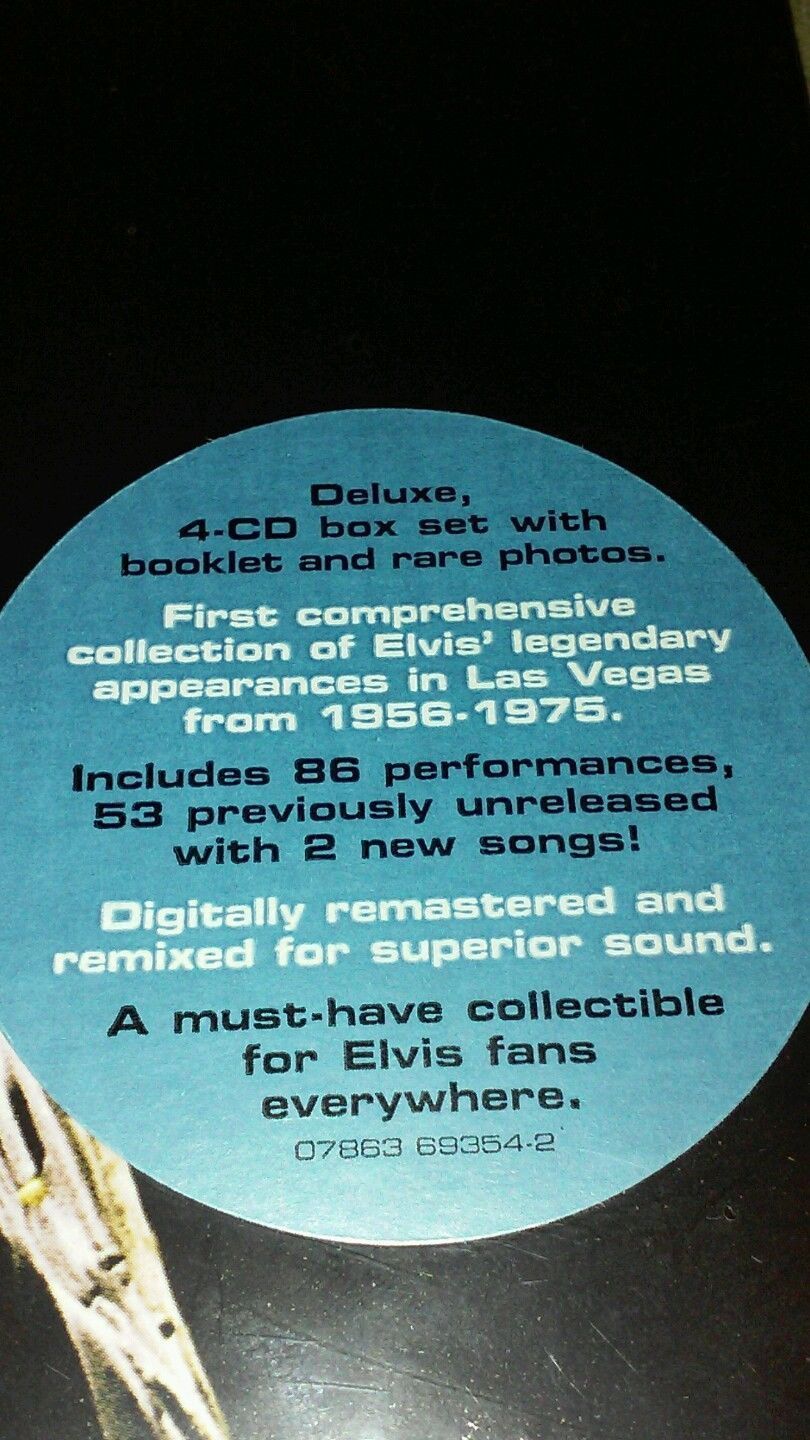 Deluxe,
4-CD box set with
booklet and rare photos.
First comprehensive
collection of Elvis' legendary
appearances in Las Vegas
from 1956-1975.
Includes 86 performances,
53 previously unreleased
with 2 new songs!
Digitally remastered and
remixed for superior sound.
A must-have collectible
for Elvis fans
everywhere.
07863 69354-2